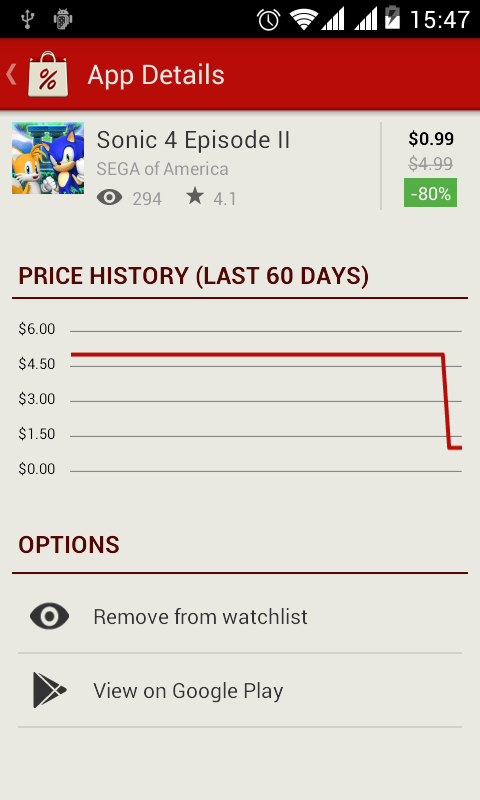 15:47
%
App Details
Sonic 4 Episode II
SEGA of America
294
4.1
$0.99
$4.99
-80%
PRICE HISTORY (LAST 60 DAYS)
$6.00
$4.50
$3.00
$1.50
$0.00
OPTIONS
Remove from watchlist
View on Google Play